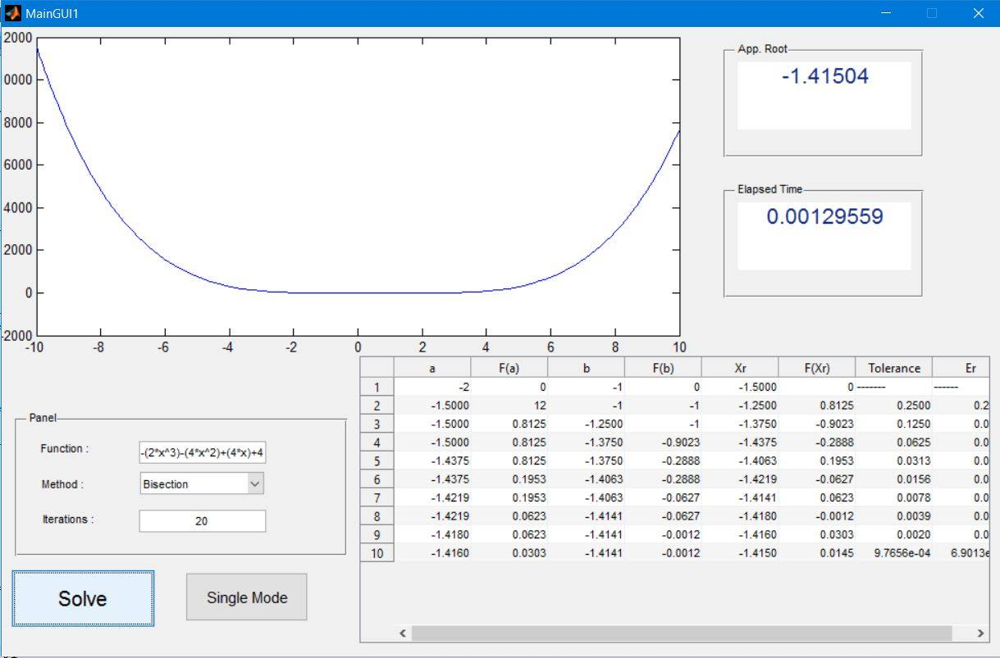 MainGUI1
2000
0000
8000
6000
4000
2000
0
-2000
-10 -8 -6 -4 -2 0 2 4 6 8 10
App. Root
-1.41504
Elapsed Time
0.00129559
Panel
Function :
-(2*x^3)-(4*x^2)+(4*x)+4
Method :
Bisection
Iterations :
20
Solve
Single Mode
a F(a) b F(b) Xr F(Xr) Tolerance Er
1 -2 0 -1 0 -1.5000 0 ------- ------
2 -1.5000 12 -1 -1 -1.2500 0.8125 0.2500 0.2
3 -1.5000 0.8125 -1.2500 -1 -1.3750 -0.9023 0.1250 0.0
4 -1.5000 0.8125 -1.3750 -0.9023 -1.4375 -0.2888 0.0625 0.0
5 -1.4375 0.8125 -1.3750 -0.2888 -1.4063 0.1953 0.0313 0.0
6 -1.4375 0.1953 -1.4063 -0.2888 -1.4219 -0.0627 0.0156 0.0
7 -1.4219 0.1953 -1.4063 -0.0627 -1.4141 0.0623 0.0078 0.0
8 -1.4219 0.0623 -1.4141 -0.0627 -1.4180 -0.0012 0.0039 0.0
9 -1.4180 0.0623 -1.4141 -0.0012 -1.4160 0.0303 0.0020 0.0
10 -1.4160 0.0303 -1.4141 -0.0012 -1.4150 0.0145 9.7656e-04 6.9013e